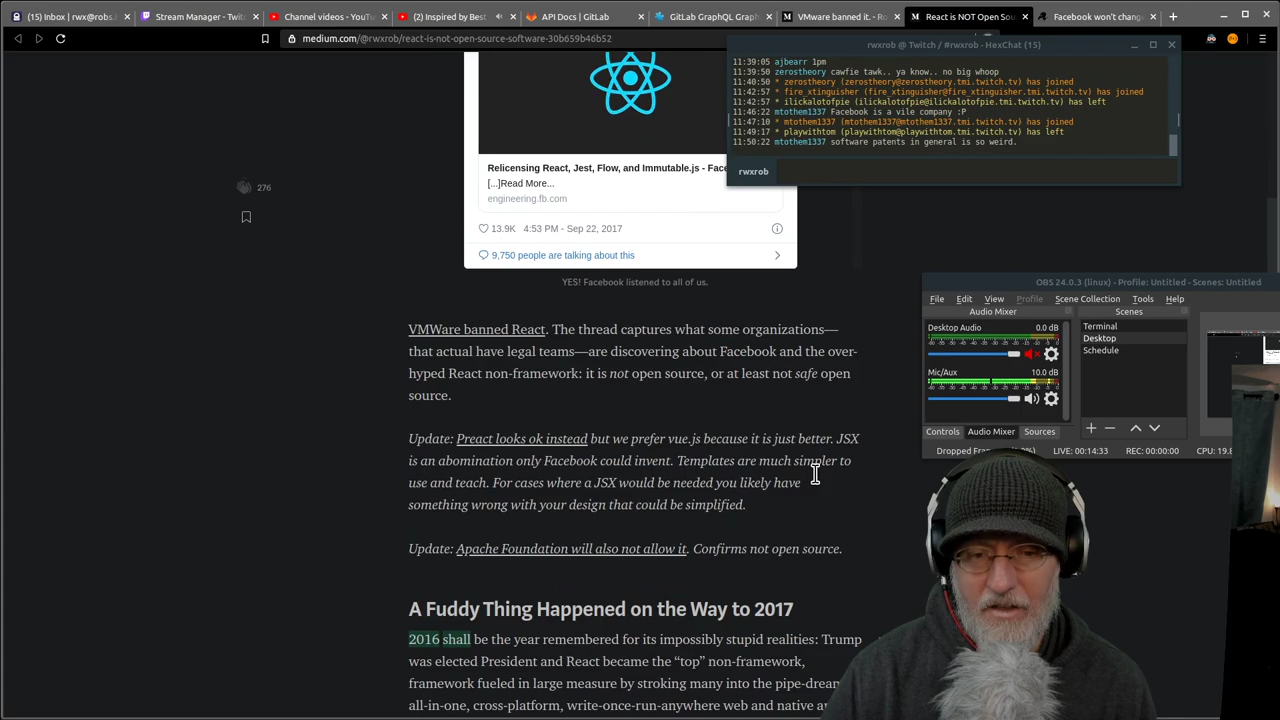 (15) Inbox | rwx@robs.
Stream Manager - Twitc
Channel videos - YouTu
(2) Inspired by Best
API Docs | GitLab
GitLab GraphQL Graph
VMware banned it. - Ro
React is NOT Open Sou
Facebook won't chang
medium.com/@rwxrob/react-is-not-open-source-software-30b659b46b52
rwxrob @ Twitch / #rwxrob - HexChat (15)
11:39:05 ajbearr 1pm
11:39:50 zerostheory cawfie tawk.. ya know.. no big whoop
11:40:50 * zerostheory (zerostheory@zerostheory.tmi.twitch.tv) has joined
11:42:57 * fire_xtinguisher (fire_xtinguisher@fire_xtinguisher.tmi.twitch.tv) has joined
11:42:57 * ilickalotofpie (ilickalotofpie@ilickalotofpie.tmi.twitch.tv) has left
11:46:22 mtothem1337 Facebook is a vile company :P
11:47:10 * mtothem1337 (mtothem1337@mtothem1337.tmi.twitch.tv) has joined
11:49:17 * playwithtom (playwithtom@playwithtom.tmi.twitch.tv) has left
11:50:22 mtothem1337 software patents in general is so weird.
rwxrob
276
Relicensing React, Jest, Flow, and Immutable.js - Face
[...]Read More...
engineering.fb.com
13.9K 4:53 PM - Sep 22, 2017
9,750 people are talking about this
YES! Facebook listened to all of us.
VMWare banned React. The thread captures what some organizations—
that actual have legal teams—are discovering about Facebook and the over-
hyped React non-framework: it is not open source, or at least not safe open
source.
Update: Preact looks ok instead but we prefer vue.js because it is just better. JSX
is an abomination only Facebook could invent. Templates are much simpler to
use and teach. For cases where a JSX would be needed you likely have
something wrong with your design that could be simplified.
Update: Apache Foundation will also not allow it. Confirms not open source.
A Fuddy Thing Happened on the Way to 2017
2016 shall be the year remembered for its impossibly stupid realities: Trump
was elected President and React became the “top” non-framework,
framework fueled in large measure by stroking many into the pipe-dream
all-in-one, cross-platform, write-once-run-anywhere web and native a
OBS 24.0.3 (linux) - Profile: Untitled - Scenes: Untitled
File Edit View Profile Scene Collection Tools Help
Audio Mixer
Scenes
Desktop Audio 0.0 dB
Mic/Aux 10.0 dB
Terminal
Desktop
Schedule
Controls Audio Mixer Sources
LIVE: 00:14:33 REC: 00:00:00 CPU: 19.8